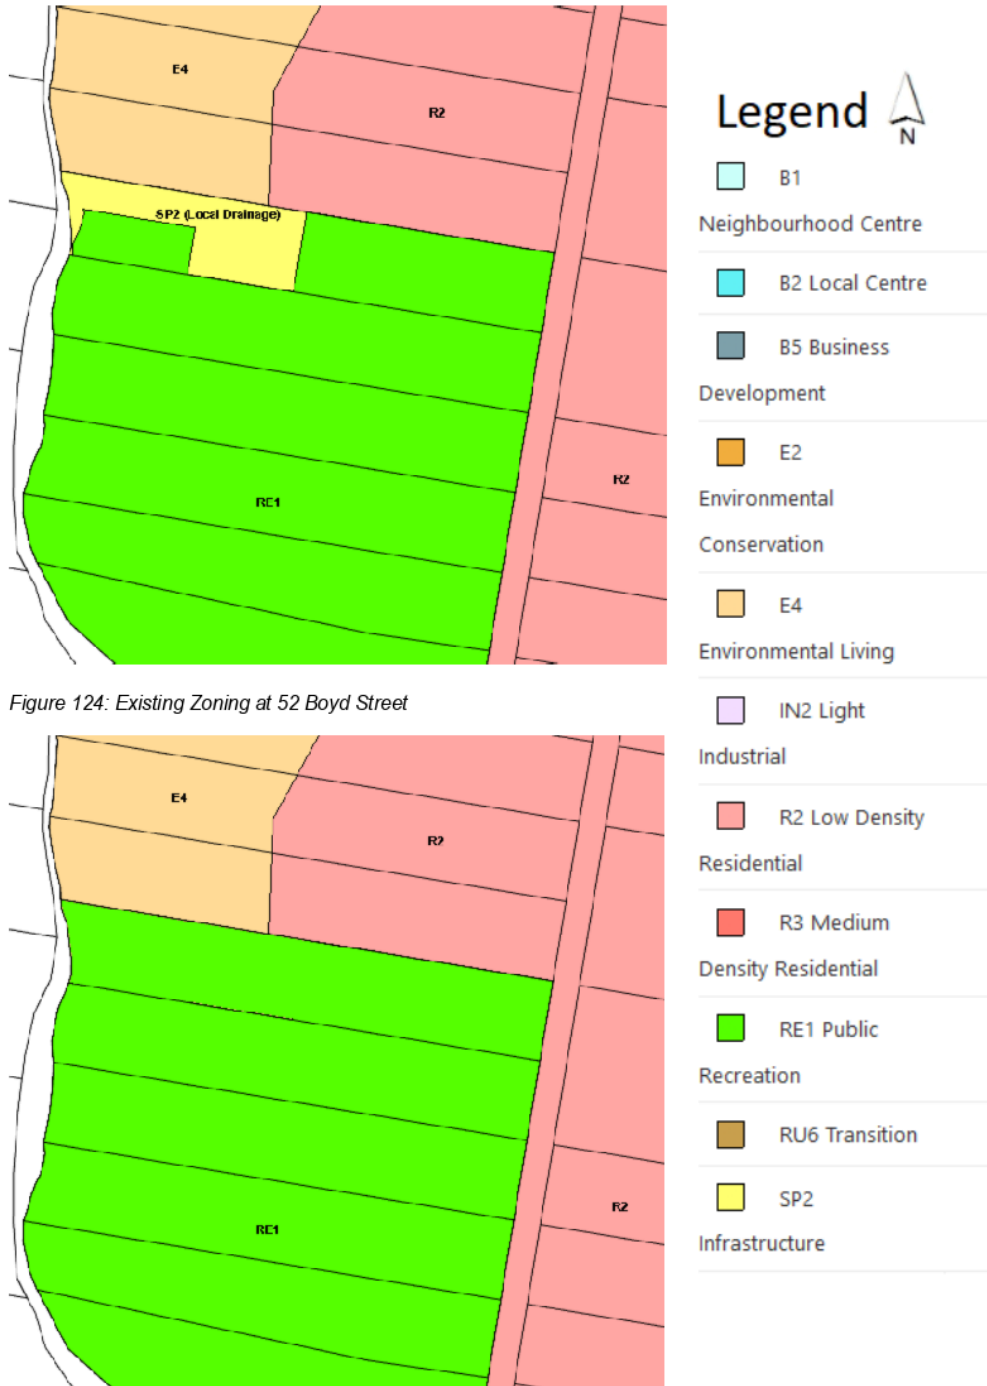 E4
R2
SP2 (Local Drainage)
R2
RE1
Figure 124: Existing Zoning at 52 Boyd Street
E4
R2
R2
RE1
Legend
N
B1
Neighbourhood Centre
B2 Local Centre
B5 Business
Development
E2
Environmental
Conservation
E4
Environmental Living
IN2 Light
Industrial
R2 Low Density
Residential
R3 Medium
Density Residential
RE1 Public
Recreation
RU6 Transition
SP2
Infrastructure